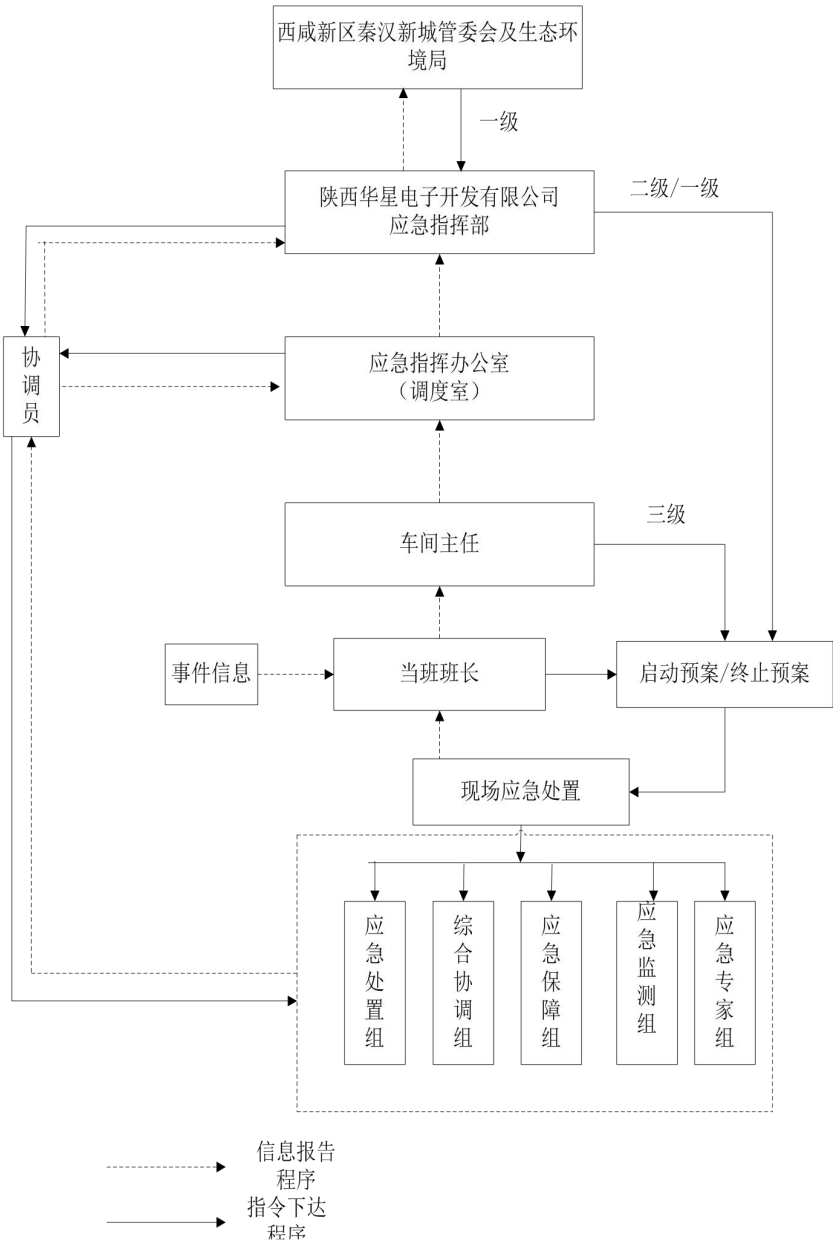 西咸新区秦汉新城管委会及生态环
境局
一级
陕西华星电子开发有限公司
应急指挥部
二级/一级
协
调
员
应急指挥办公室
（调度室）
车间主任
三级
事件信息
当班班长
启动预案/终止预案
现场应急处置
应
急
处
置
组
综
合
协
调
组
应
急
保
障
组
应
急
监
测
组
应
急
专
家
组
信息报告
程序
指令下达
程序